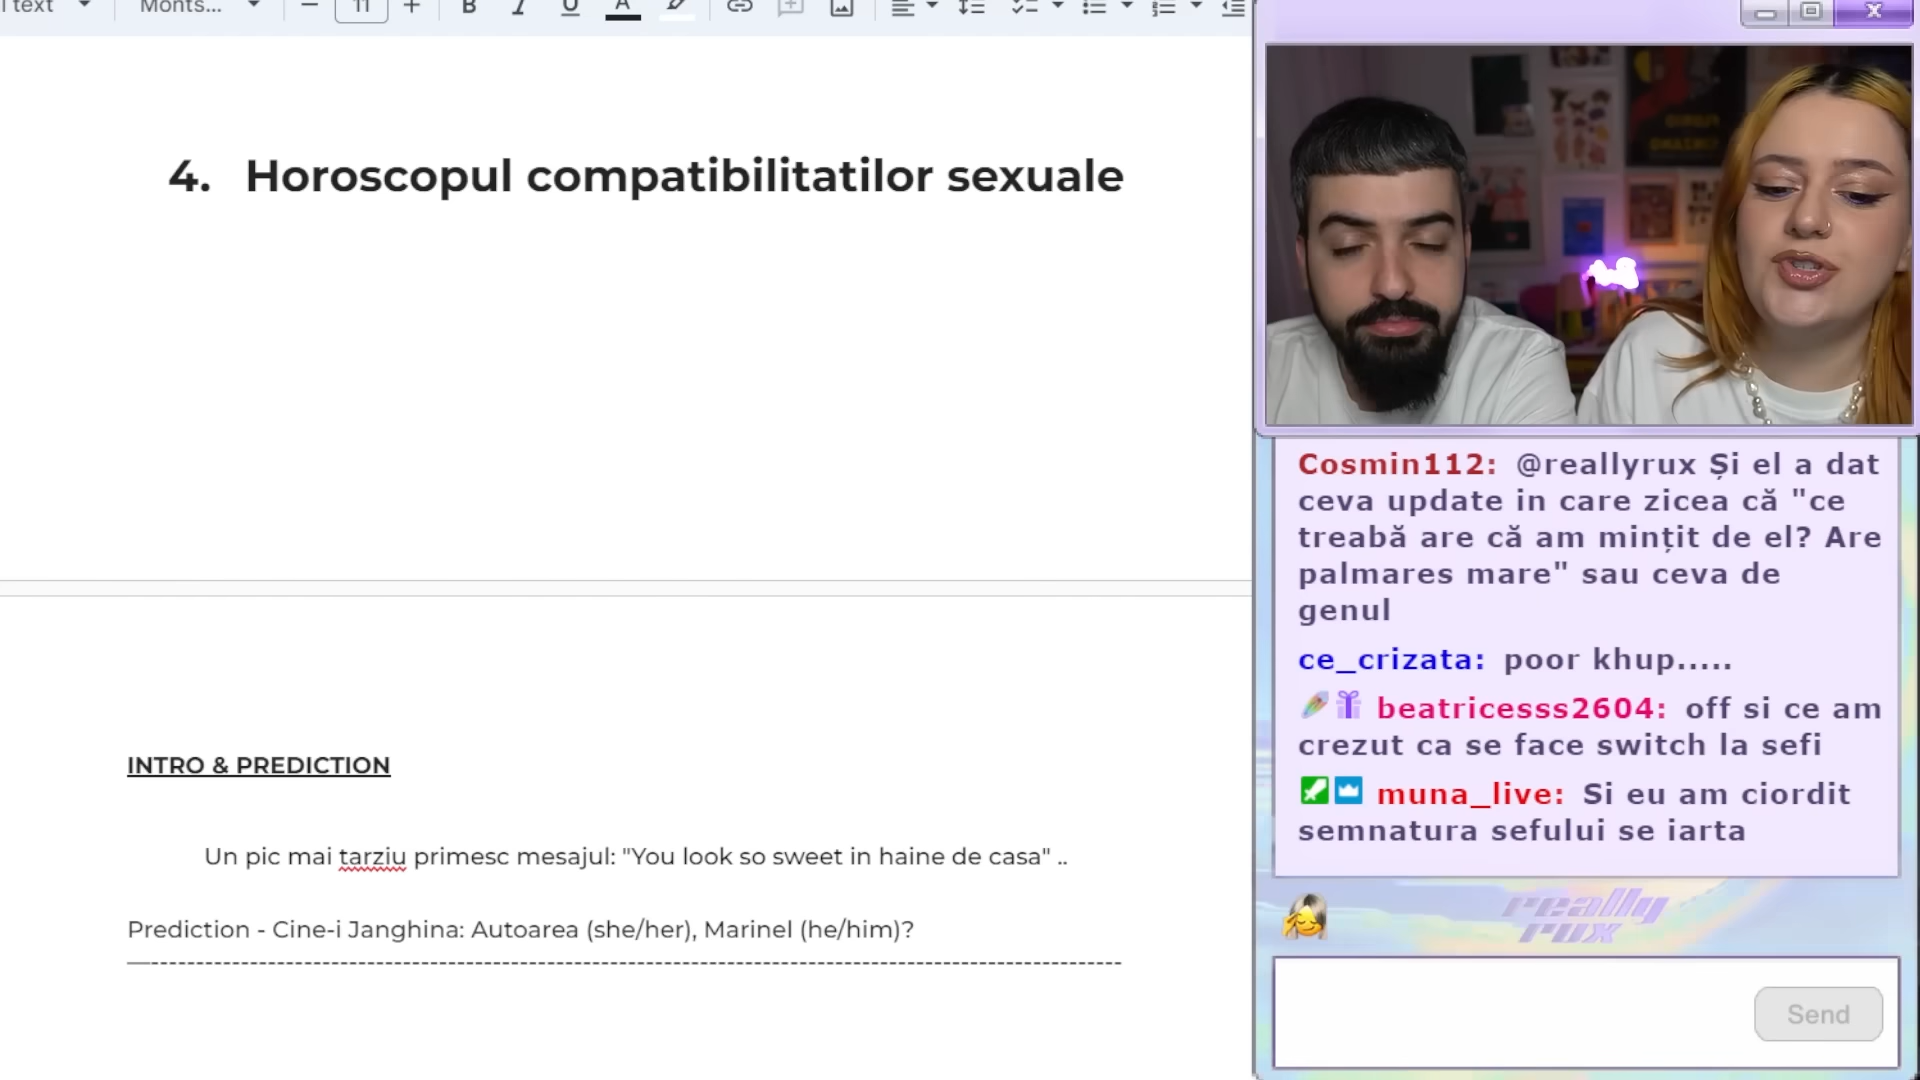 Text
Monts...
11
B I U A
4. Horoscopul compatibilitatilor sexuale
INTRO & PREDICTION
Un pic mai tarziu primesc mesajul: "You look so sweet in haine de casa" ..
Prediction - Cine-i Janghina: Autoarea (she/her), Marinel (he/him)?
Cosmin112: @reallyrux Și el a dat
ceva update in care zicea că "ce
treabă are că am mințit de el? Are
palmares mare" sau ceva de
genul
ce_crizata: poor khup.....
beatricesss2604: off si ce am
crezut ca se face switch la sefi
muna_live: Si eu am ciordit
semnatura sefului se iarta
really
rux
Send